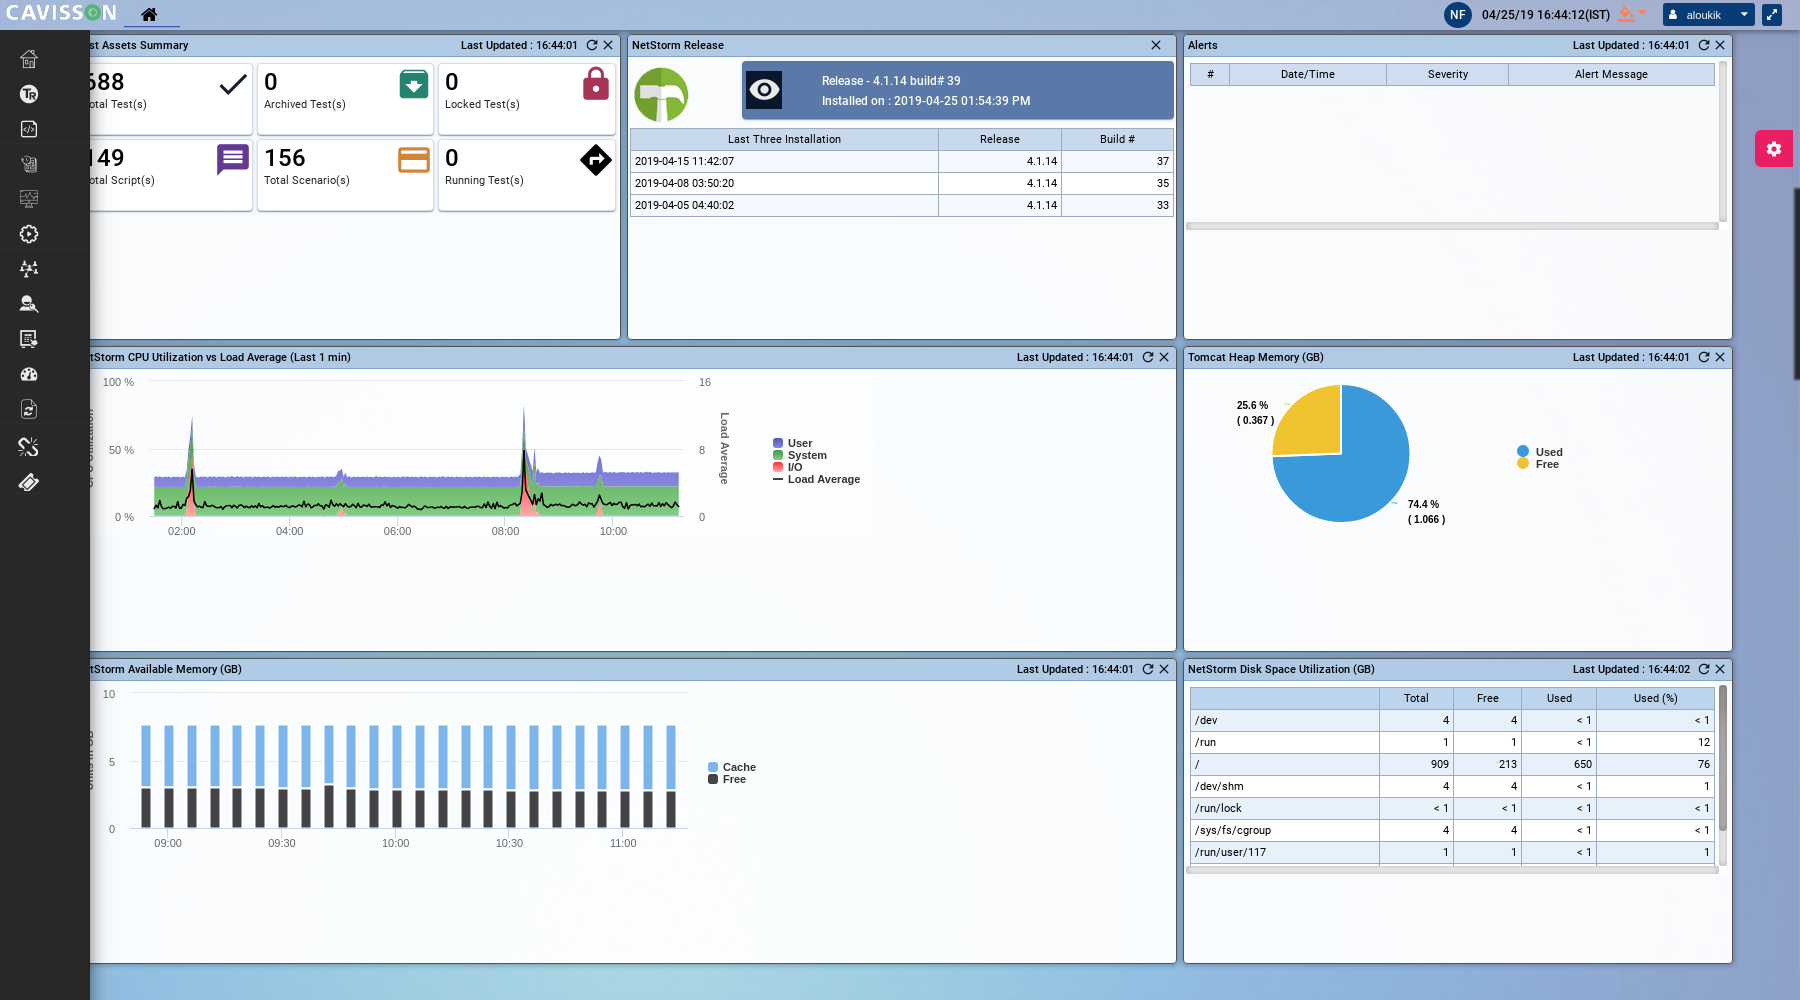 CAVISSON
NF
04/25/19 16:44:12(IST)
aloukik
st Assets Summary
Last Updated : 16:44:01
688
otal Test(s)
0
Archived Test(s)
0
Locked Test(s)
149
otal Script(s)
156
Total Scenario(s)
0
Running Test(s)
NetStorm Release
Release - 4.1.14 build# 39
Installed on : 2019-04-25 01:54:39 PM
Last Three Installation Release Build #
2019-04-15 11:42:07 4.1.14 37
2019-04-08 03:50:20 4.1.14 35
2019-04-05 04:40:02 4.1.14 33
Alerts
Last Updated : 16:44:01
# Date/Time Severity Alert Message
TR
tStorm CPU Utilization vs Load Average (Last 1 min)
Last Updated : 16:44:01
100 %
50 %
0 %
16
8
0
Load Average
02:00 04:00 06:00 08:00 10:00
User
System
I/O
Load Average
Tomcat Heap Memory (GB)
Last Updated : 16:44:01
25.6 %
( 0.367 )
74.4 %
( 1.066 )
Used
Free
tStorm Available Memory (GB)
Last Updated : 16:44:01
10
5
0
09:00 09:30 10:00 10:30 11:00
Cache
Free
NetStorm Disk Space Utilization (GB)
Last Updated : 16:44:02
Total Free Used Used (%)
/dev 4 4 < 1 < 1
/run 1 1 < 1 12
/ 909 213 650 76
/dev/shm 4 4 < 1 1
/run/lock < 1 < 1 < 1 < 1
/sys/fs/cgroup 4 4 < 1 < 1
/run/user/117 1 1 < 1 1